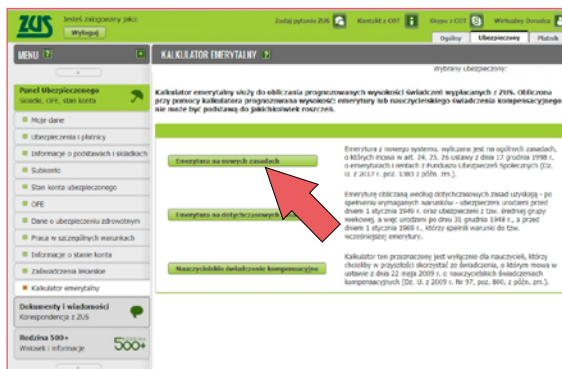 ZUS
Jesteś zalogowany jako:
Wyloguj
Zadaj pytanie ZUS
Kontakt z COT
Skype z COT
Wirtualny Doradca
Ogólny
Ubezpieczony
Płatnik
MENU
KALKULATOR EMERYTALNY
Wybrany ubezpieczony:
Panel Ubezpieczonego
Składki, OFE, stan konta
Moje dane
Ubezpieczenia i płatnicy
Informacje o podstawach i składkach
Subkonto
Stan konta ubezpieczonego
OFE
Dane o ubezpieczeniu zdrowotnym
Praca w szczególnych warunkach
Informacje o stanie konta
Zaświadczenia lekarskie
Kalkulator emerytalny
Dokumenty i wiadomości
Korespondencja z ZUS
Rodzina 500+
Wnioski i informacje
500+
Kalkulator emerytalny służy do obliczania prognozowanych wysokości świadczeń wypłacanych z ZUS. Obliczona
przy pomocy kalkulatora prognozowana wysokość: emerytury lub nauczycielskiego świadczenia kompensacyjnego
nie może być podstawą do jakichkolwiek roszczeń.
Emerytura na nowych zasadach
Emerytura z nowego systemu, wyliczana jest na ogólnych zasadach,
o których mowa w art. 24, 25, 26 ustawy z dnia 17 grudnia 1998 r.
o emeryturach i rentach z Funduszu Ubezpieczeń Społecznych (Dz.
U. z 2017 r. poz. 1383 z późn. zm.).
Emerytura na dotychczasowych
Emeryturę obliczaną według dotychczasowych zasad uzyskują - po
spełnieniu wymaganych warunków - ubezpieczeni urodzeni przed
dniem 1 stycznia 1949 r. oraz ubezpieczeni z tzw. średniej grupy
wiekowej, a więc urodzeni po dniu 31 grudnia 1948 r., a przed
dniem 1 stycznia 1969 r., którzy spełnili warunki do tzw.
wcześniejszej emerytury.
Nauczycielskie świadczenie kompensacyjne
Kalkulator ten przeznaczony jest wyłącznie dla nauczycieli, którzy
chcieliby w przyszłości skorzystać ze świadczenia, o którym mowa w
ustawie z dnia 22 maja 2009 r. o nauczycielskich świadczeniach
kompensacyjnych (Dz. U. z 2009 r. Nr 97, poz. 800, z późn. zm.).